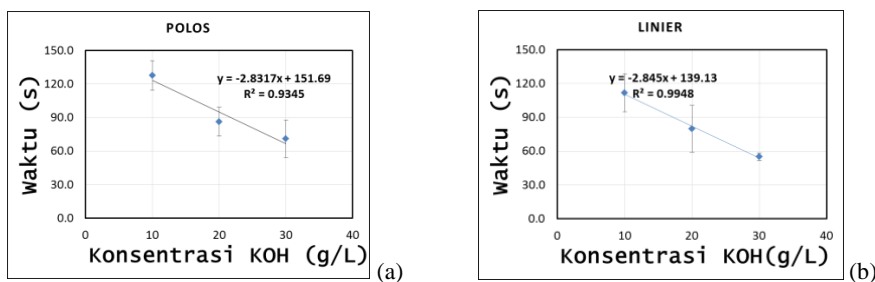 POLOS
150.0
120.0
90.0
60.0
30.0
0.0
0 10 20 30 40
Waktu (s)
Konsentrasi KOH (g/L)
y = -2.8317x + 151.69
R² = 0.9345
(a)
LINIER
150.0
120.0
90.0
60.0
30.0
0.0
0 10 20 30 40
Waktu (s)
Konsentrasi KOH(g/L)
y = -2.845x + 139.13
R² = 0.9948
(b)